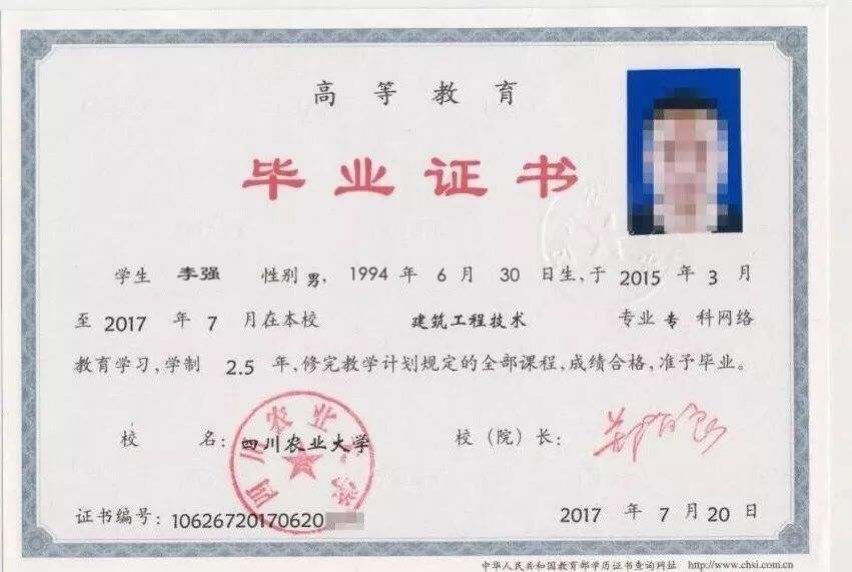 高等教育
毕业证书
学生 李强 性别男，1994 年 6 月 30 日生，于 2015 年 3 月
至 2017 年 7 月在本校 建筑工程技术 专业 专 科网络
教育学习，学制 2.5 年，修完教学计划规定的全部课程，成绩合格，准予毕业。
校 名：四川农业大学 校（院）长：
四川农业大学
证书编号：10626720170620 2017 年 7 月 20 日
中华人民共和国教育部学历证书查询网址 http://www.chsi.com.cn